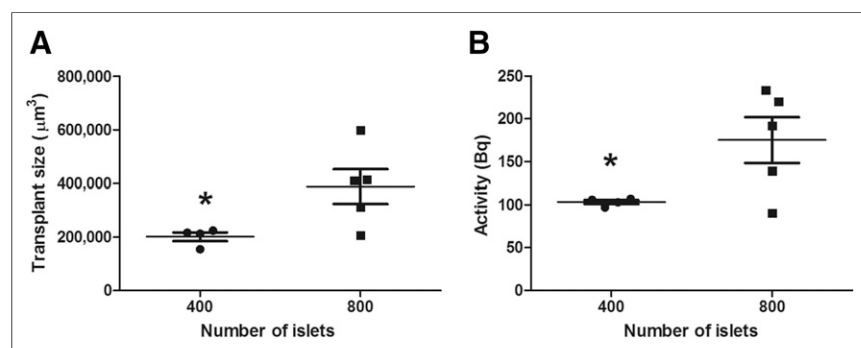 A
Transplant size ( μm³)
800,000
600,000
400,000
200,000
0
*
400
800
Number of islets
B
Activity (Bq)
250
200
150
100
50
0
*
400
800
Number of islets